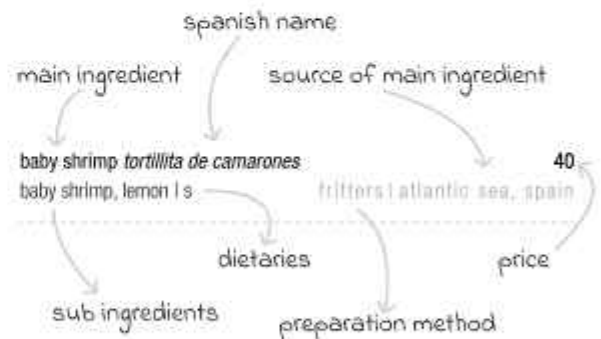 spanish name
main ingredient
source of main ingredient
baby shrimp tortillita de camarones 40
baby shrimp, lemon | s fritters | atlantic sea, spain
dietaries
price
sub ingredients
preparation method